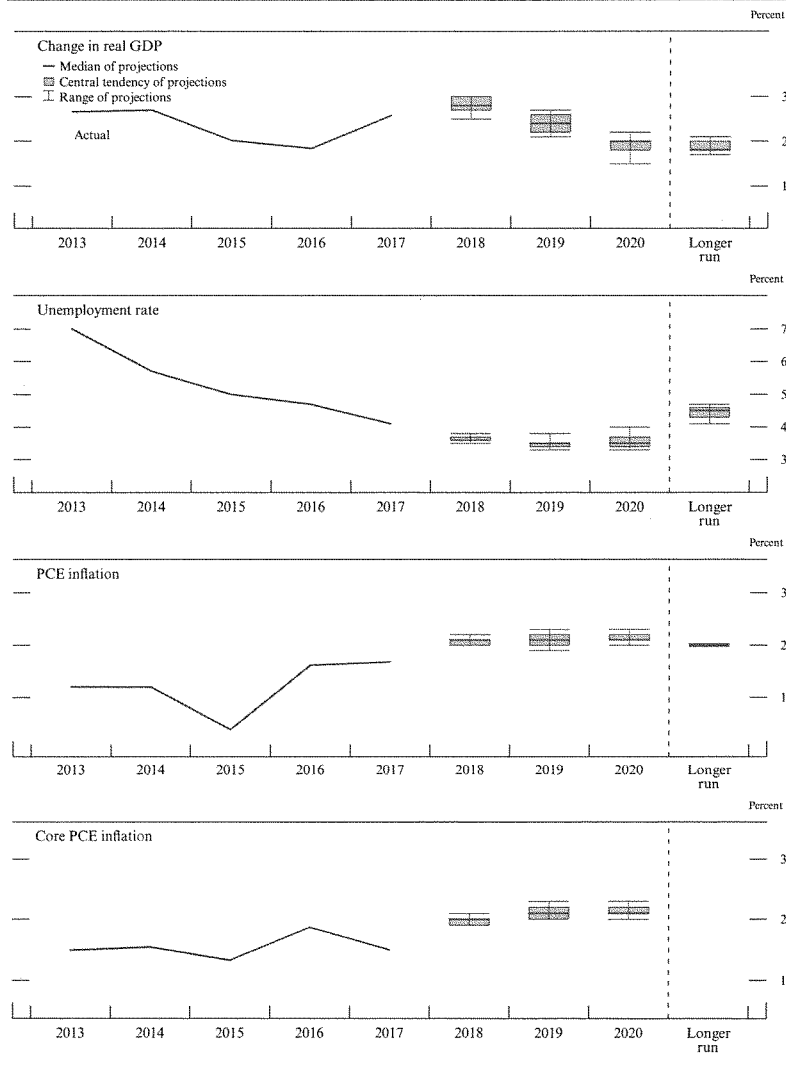 Percent
Change in real GDP
Median of projections
Central tendency of projections
Range of projections
Actual
3
2
1
2013 2014 2015 2016 2017 2018 2019 2020 Longer run
Percent
Unemployment rate
7
6
5
4
3
2013 2014 2015 2016 2017 2018 2019 2020 Longer run
Percent
PCE inflation
3
2
1
2013 2014 2015 2016 2017 2018 2019 2020 Longer run
Percent
Core PCE inflation
3
2
1
2013 2014 2015 2016 2017 2018 2019 2020 Longer run